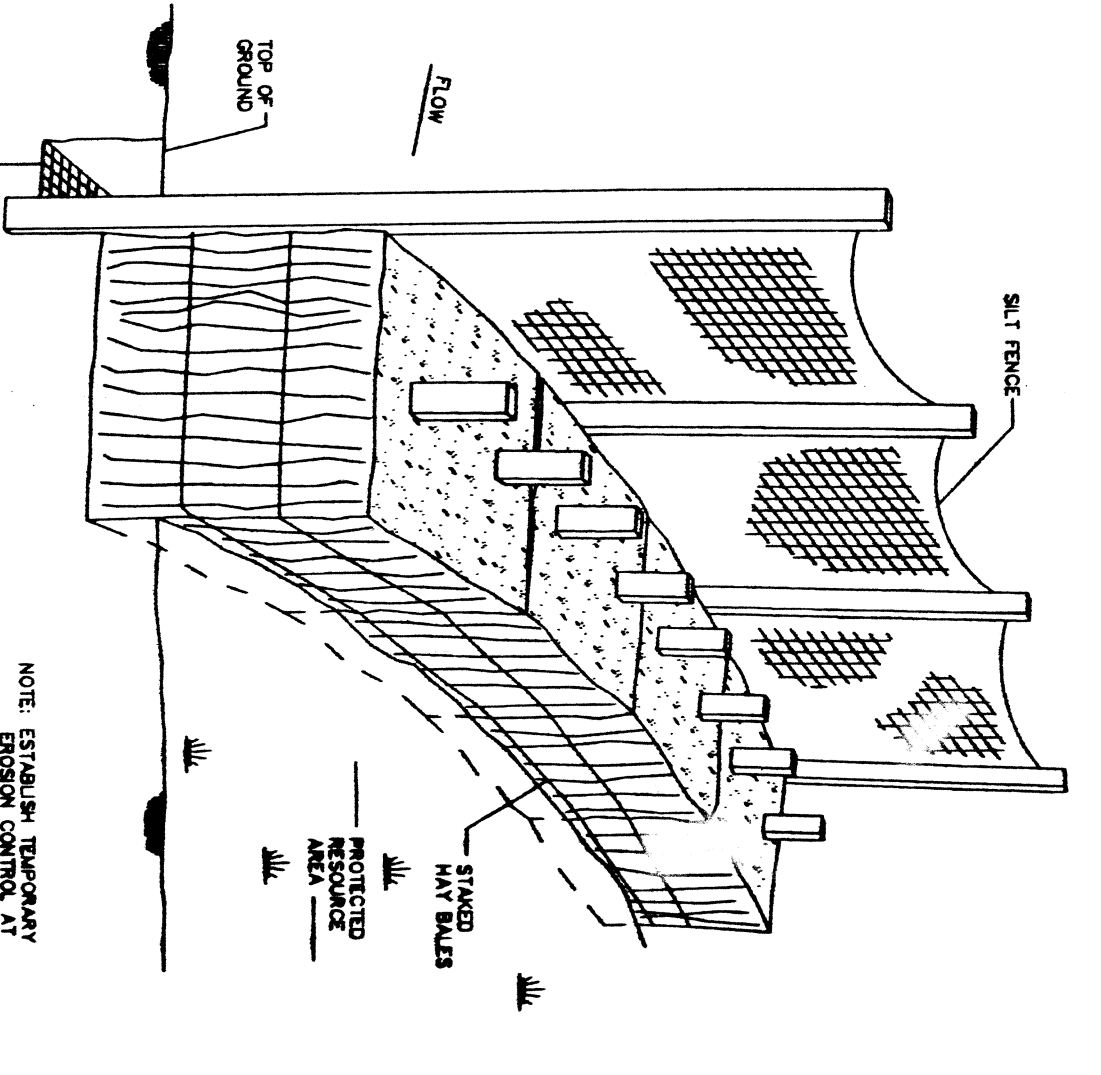 SILT FENCE
FLOW
TOP OF
GROUND
STAKED
HAY BALES
PROTECTED
RESOURCE
AREA
NOTE: ESTABLISH TEMPORARY
EROSION CONTROL AT